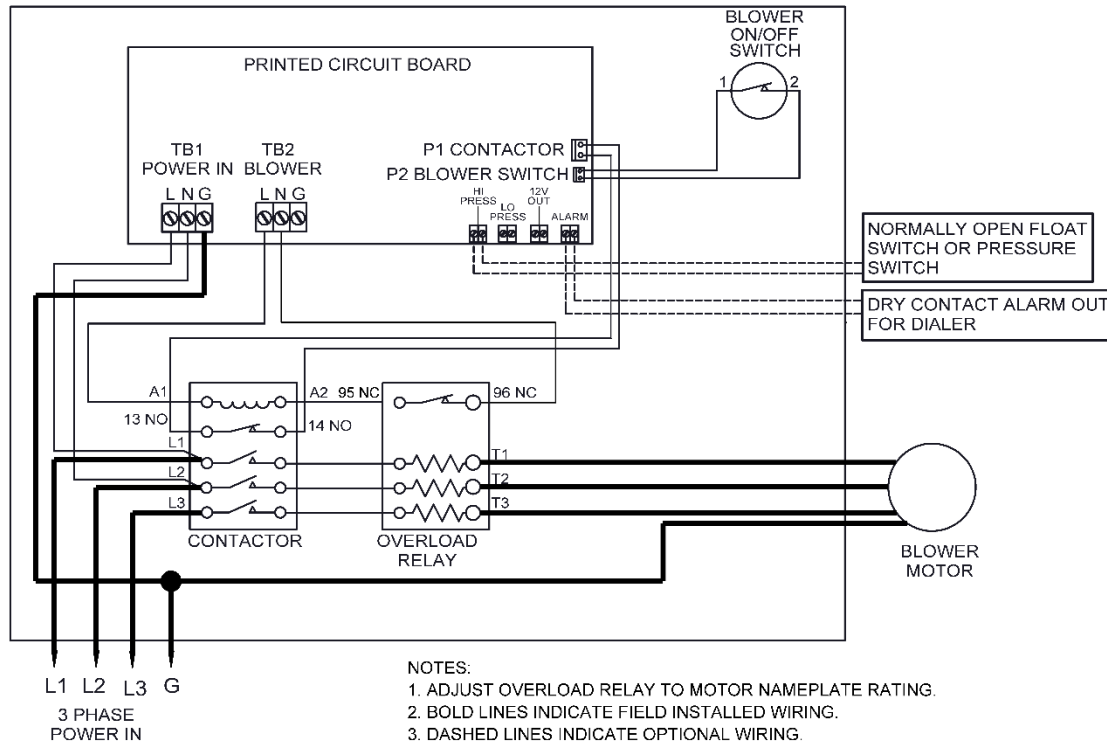 BLOWER
ON/OFF
SWITCH
1
2
PRINTED CIRCUIT BOARD
TB1
POWER IN
L N G
TB2
BLOWER
L N G
P1 CONTACTOR
P2 BLOWER SWITCH
HI
PRESS
LO
PRESS
12V
OUT
ALARM
NORMALLY OPEN FLOAT
SWITCH OR PRESSURE
SWITCH
DRY CONTACT ALARM OUT
FOR DIALER
A1
A2
95 NC
96 NC
13 NO
14 NO
L1
L2
L3
T1
T2
T3
CONTACTOR
OVERLOAD
RELAY
BLOWER
MOTOR
L1 L2 L3 G
3 PHASE
POWER IN
NOTES:
1. ADJUST OVERLOAD RELAY TO MOTOR NAMEPLATE RATING.
2. BOLD LINES INDICATE FIELD INSTALLED WIRING.
3. DASHED LINES INDICATE OPTIONAL WIRING.